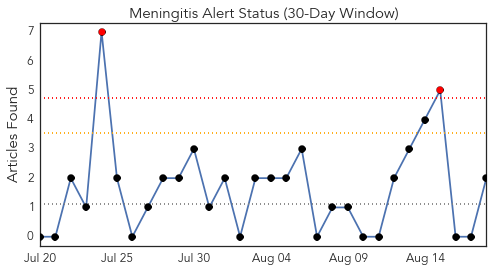 Meningitis Alert Status (30-Day Window)
Articles Found
7
6
5
4
3
2
1
0
Jul 20 Jul 25 Jul 30 Aug 04 Aug 09 Aug 14